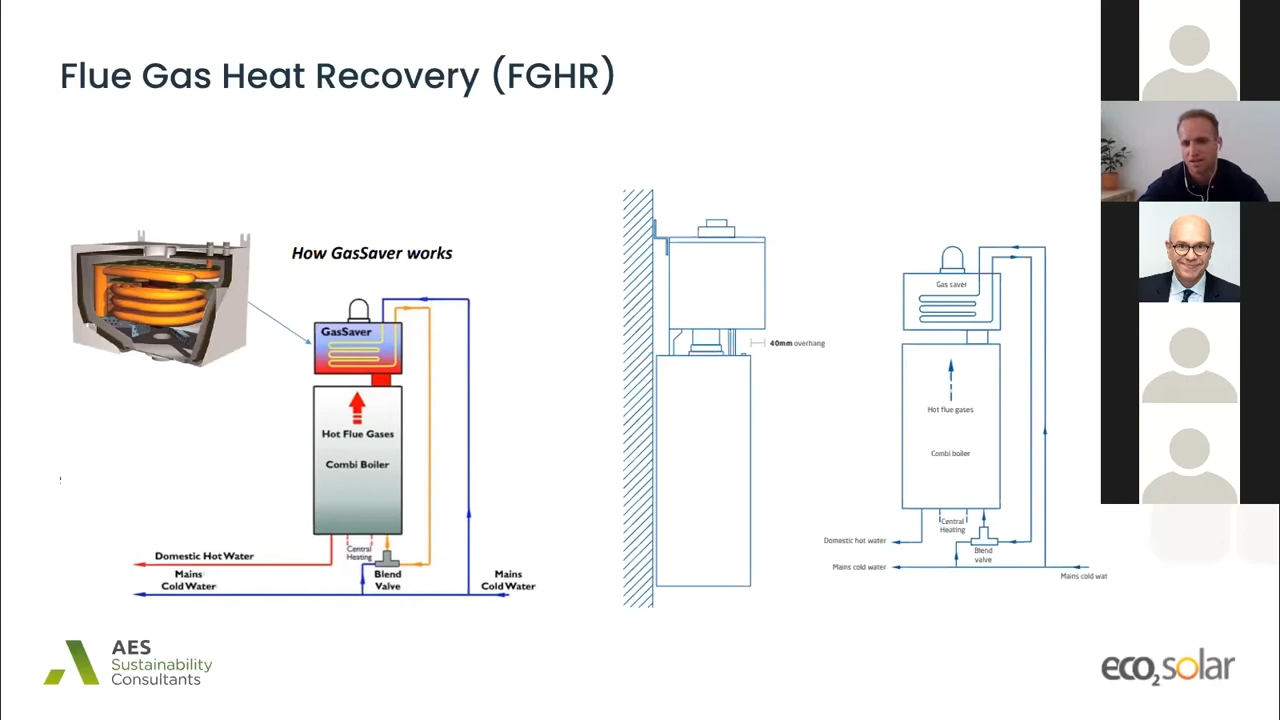 Flue Gas Heat Recovery (FGHR)
How GasSaver works
GasSaver
Hot Flue Gases
Combi Boiler
Central
Heating
Domestic Hot Water
Mains
Cold Water
Blend
Valve
Mains
Cold Water
40mm overhang
Gas saver
Hot flue gases
Combi boiler
Central
Heating
Domestic hot water
Blend
valve
Mains cold water
Mains cold wat
AES
Sustainability
Consultants
eco2solar